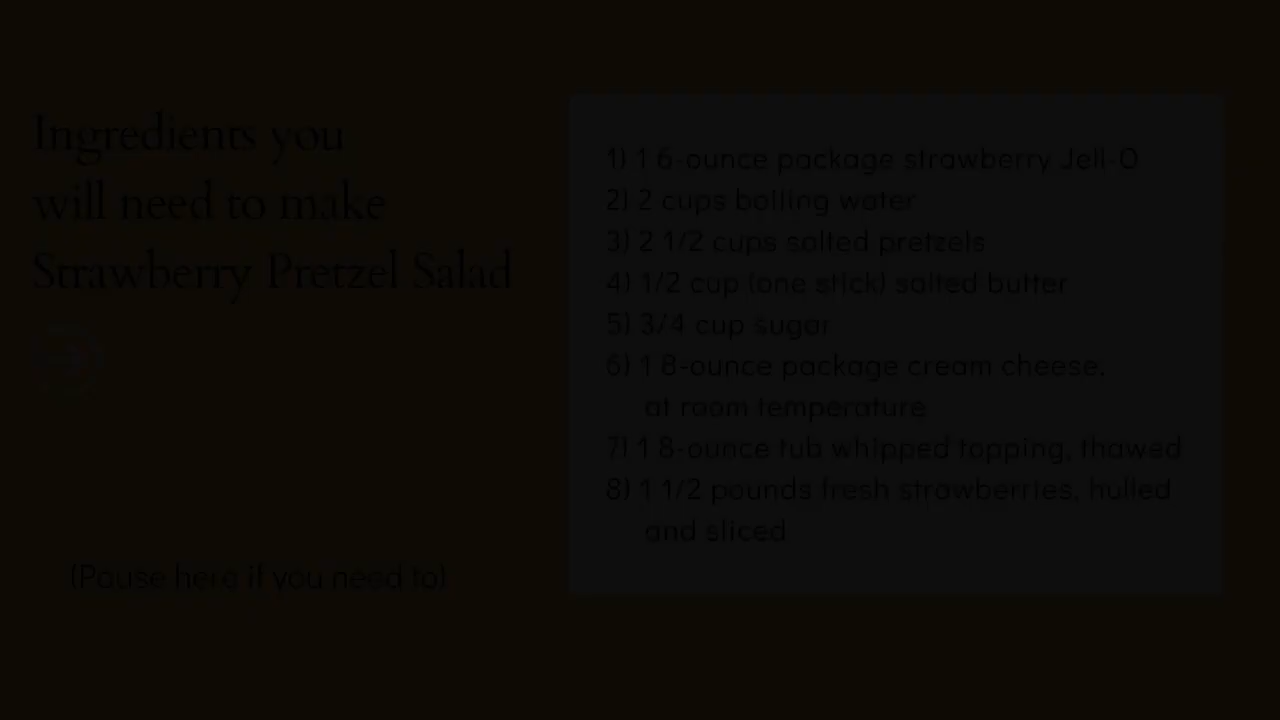 Ingredients you
will need to make
Strawberry Pretzel Salad
(Pause here if you need to)
1) 1 6-ounce package strawberry Jell-O
2) 2 cups boiling water
3) 2 1/2 cups salted pretzels
4) 1/2 cup (one stick) salted butter
5) 3/4 cup sugar
6) 1 8-ounce package cream cheese,
at room temperature
7) 1 8-ounce tub whipped topping, thawed
8) 1 1/2 pounds fresh strawberries, hulled
and sliced